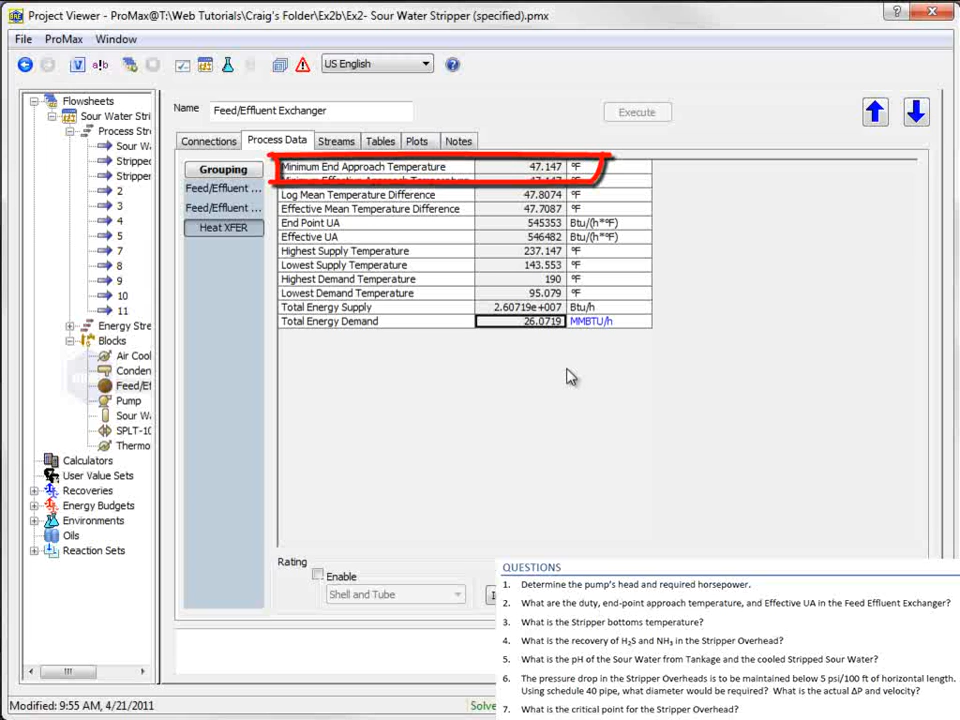 Project Viewer - ProMax@T:\Web Tutorials\Craig's Folder\Ex2b\Ex2- Sour Water Stripper (specified).pmx
File ProMax Window
US English
Flowsheets
Sour Water Stri
Process Stre
Sour W
Stripped
Stripper
2
3
4
5
7
8
9
10
11
Energy Stre
Blocks
Air Cool
Conden
Feed/Ef
Pump
Sour W
SPLT-10
Thermo
Calculators
User Value Sets
Recoveries
Energy Budgets
Environments
Oils
Reaction Sets
Name Feed/Effluent Exchanger Execute
Connections Process Data Streams Tables Plots Notes
Grouping
Feed/Effluent ...
Feed/Effluent ...
Heat XFER
Minimum End Approach Temperature 47.147 °F
Minimum Effective Approach Temperature 47.147 °F
Log Mean Temperature Difference 47.8074 °F
Effective Mean Temperature Difference 47.7087 °F
End Point UA 545353 Btu/(h*°F)
Effective UA 546482 Btu/(h*°F)
Highest Supply Temperature 237.147 °F
Lowest Supply Temperature 143.553 °F
Highest Demand Temperature 190 °F
Lowest Demand Temperature 95.079 °F
Total Energy Supply 2.60719e+007 Btu/h
Total Energy Demand 26.0719 MMBTU/h
Rating
Enable
Shell and Tube
QUESTIONS
1. Determine the pump's head and required horsepower.
2. What are the duty, end-point approach temperature, and Effective UA in the Feed Effluent Exchanger?
3. What is the Stripper bottoms temperature?
4. What is the recovery of H2S and NH3 in the Stripper Overhead?
5. What is the pH of the Sour Water from Tankage and the cooled Stripped Sour Water?
6. The pressure drop in the Stripper Overheads is to be maintained below 5 psi/100 ft of horizontal length.
Using schedule 40 pipe, what diameter would be required? What is the actual ΔP and velocity?
7. What is the critical point for the Stripper Overhead?
Modified: 9:55 AM, 4/21/2011 Solve